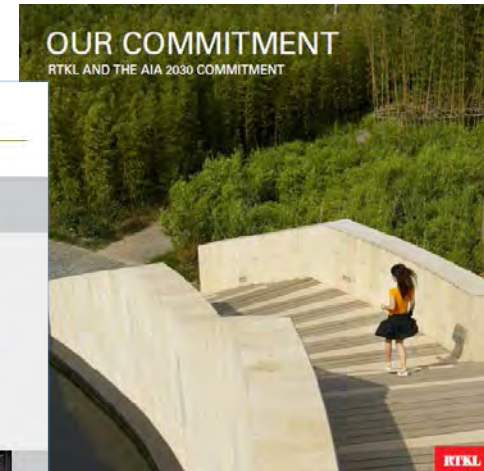 OUR COMMITMENT
RTKL AND THE AIA 2030 COMMITMENT
RTKL